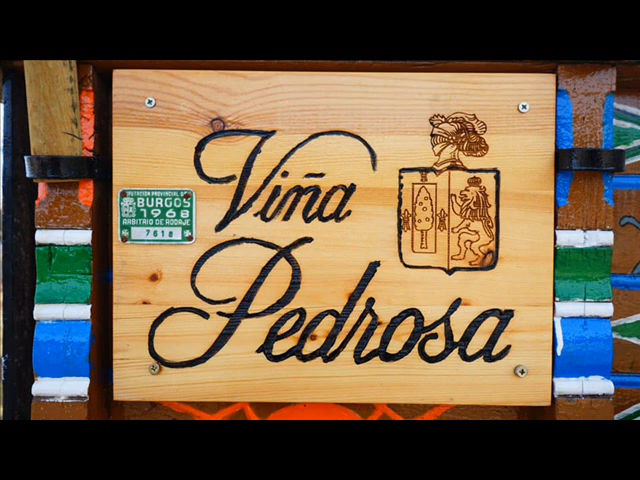 Viña
Pedrosa
DIPUTACION PROVINCIAL DE
BURGOS
1968
ARBITRIO DE RODAJE
7618